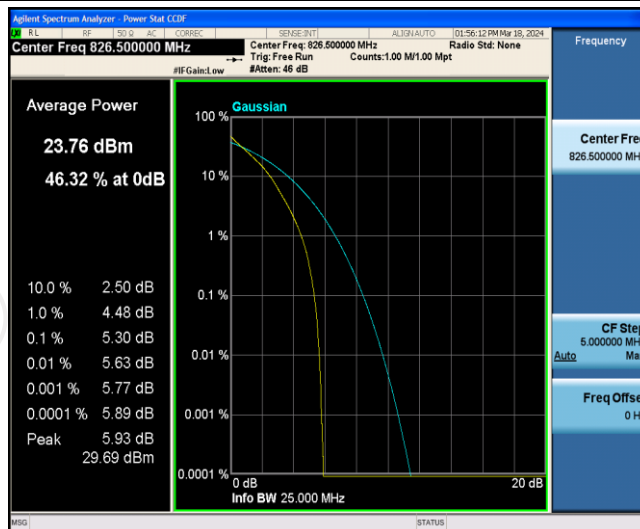 Agilent Spectrum Analyzer - Power Stat CCDF
RL RF 50 Ω AC CORREC SENSE:INT ALIGN AUTO 01:56:12 PM Mar 18, 2024
Center Freq 826.500000 MHz
Center Freq: 826.500000 MHz Radio Std: None
Trig: Free Run Counts:1.00 M/1.00 Mpt
#IFGain:Low #Atten: 46 dB
Frequency
Average Power
23.76 dBm
46.32 % at 0dB
10.0 % 2.50 dB
1.0 % 4.48 dB
0.1 % 5.30 dB
0.01 % 5.63 dB
0.001 % 5.77 dB
0.0001 % 5.89 dB
Peak 5.93 dB
29.69 dBm
Gaussian
100 %
10 %
1 %
0.1 %
0.01 %
0.001 %
0.0001 %
0 dB 20 dB
Info BW 25.000 MHz
Center Fre
826.500000 MH
CF Step
5.000000 MH
Auto Ma
Freq Offse
0 H
MSG STATUS